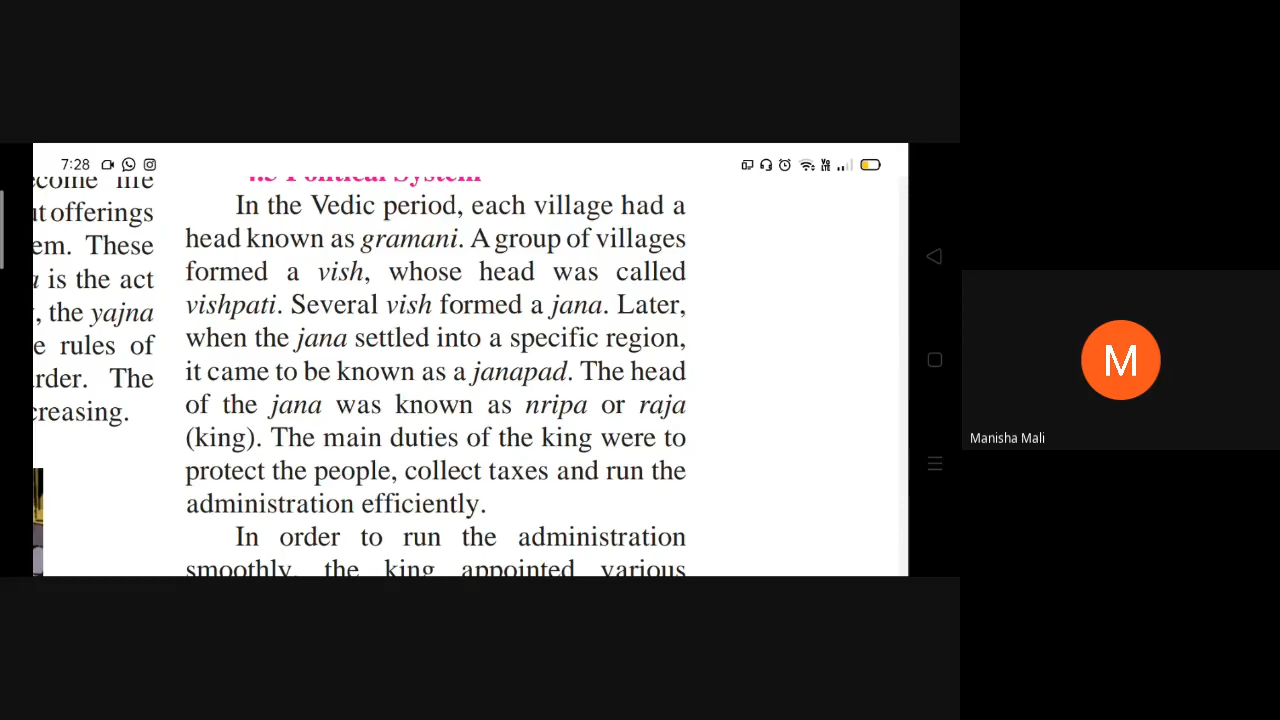 7:28
ecome life
ut offerings
em. These
a is the act
, the yajna
e rules of
rder. The
creasing.
4.5 Political System
In the Vedic period, each village had a
head known as gramani. A group of villages
formed a vish, whose head was called
vishpati. Several vish formed a jana. Later,
when the jana settled into a specific region,
it came to be known as a janapad. The head
of the jana was known as nripa or raja
(king). The main duties of the king were to
protect the people, collect taxes and run the
administration efficiently.
In order to run the administration
smoothly, the king appointed various
M
Manisha Mali